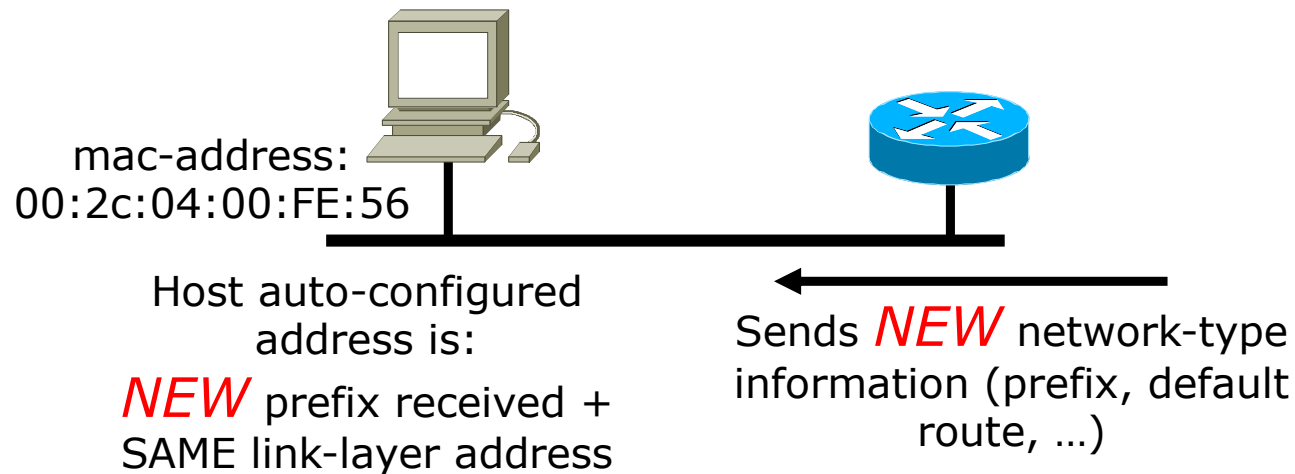 mac-address:
00:2c:04:00:FE:56
Host auto-configured
address is:
NEW prefix received +
SAME link-layer address
Sends NEW network-type
information (prefix, default
route, …)